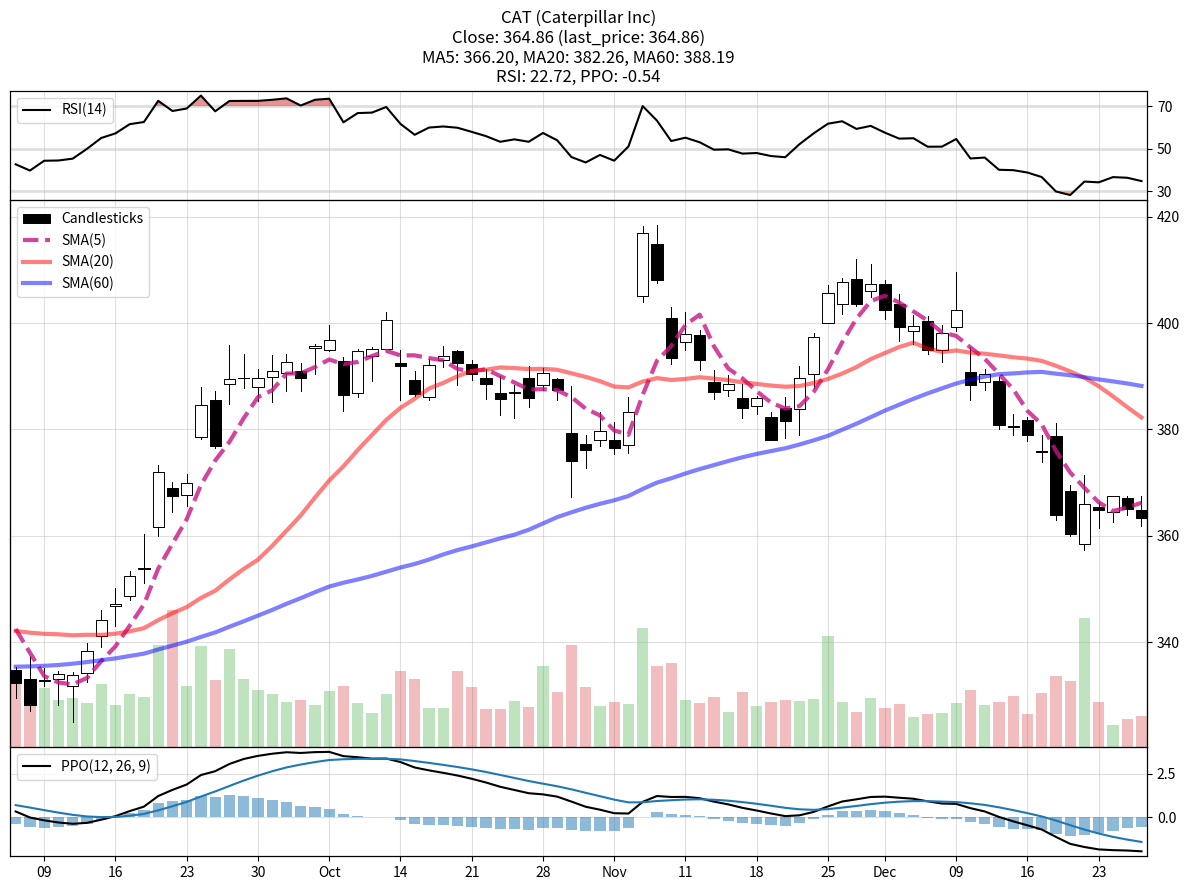 CAT (Caterpillar Inc)
Close: 364.86 (last_price: 364.86)
MA5: 366.20, MA20: 382.26, MA60: 388.19
RSI: 22.72, PPO: -0.54
RSI(14)
70
50
30
Candlesticks
SMA(5)
SMA(20)
SMA(60)
420
400
380
360
340
PPO(12, 26, 9)
2.5
0.0
09 16 23 30 Oct 14 21 28 Nov 11 18 25 Dec 09 16 23